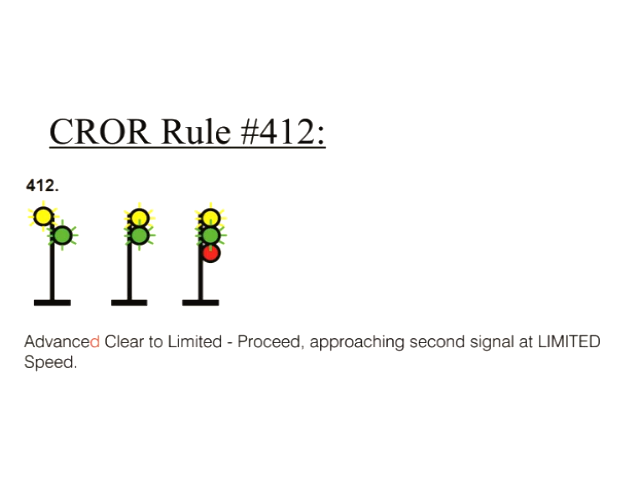 CROR Rule #412:
412.
Advanced Clear to Limited - Proceed, approaching second signal at LIMITED
Speed.